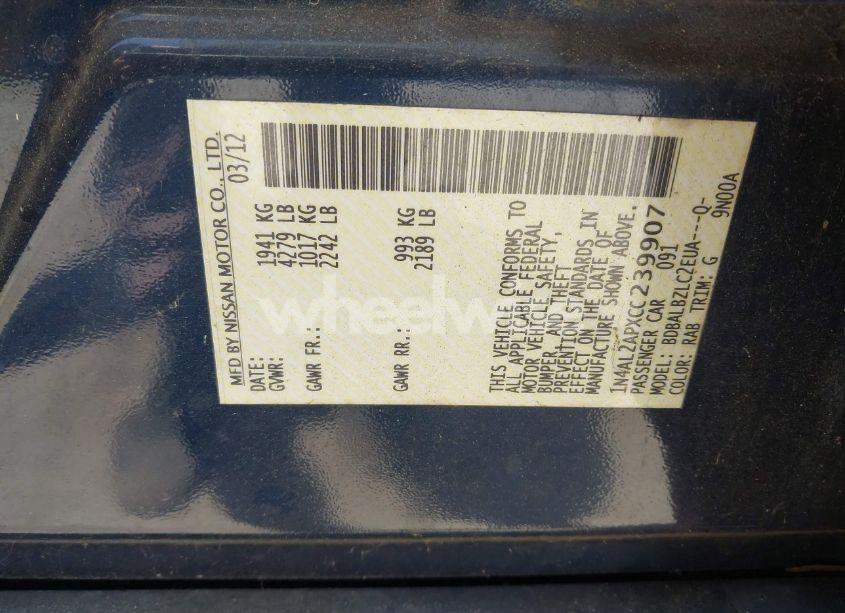 MFD BY NISSAN MOTOR CO., LTD.
DATE: 03/12
GVWR: 1941 KG
4279 LB
GAWR FR.: 1017 KG
2242 LB
GAWR RR.: 993 KG
2189 LB
THIS VEHICLE CONFORMS TO
ALL APPLICABLE FEDERAL
MOTOR VEHICLE SAFETY,
BUMPER, AND THEFT
PREVENTION STANDARDS IN
EFFECT ON THE DATE OF
MANUFACTURE SHOWN ABOVE.
1N4AL2APXCC239907
PASSENGER CAR 091
MODEL: BDBALBZLC2EUA---Q-
COLOR: RAB TRIM: G 9N00A